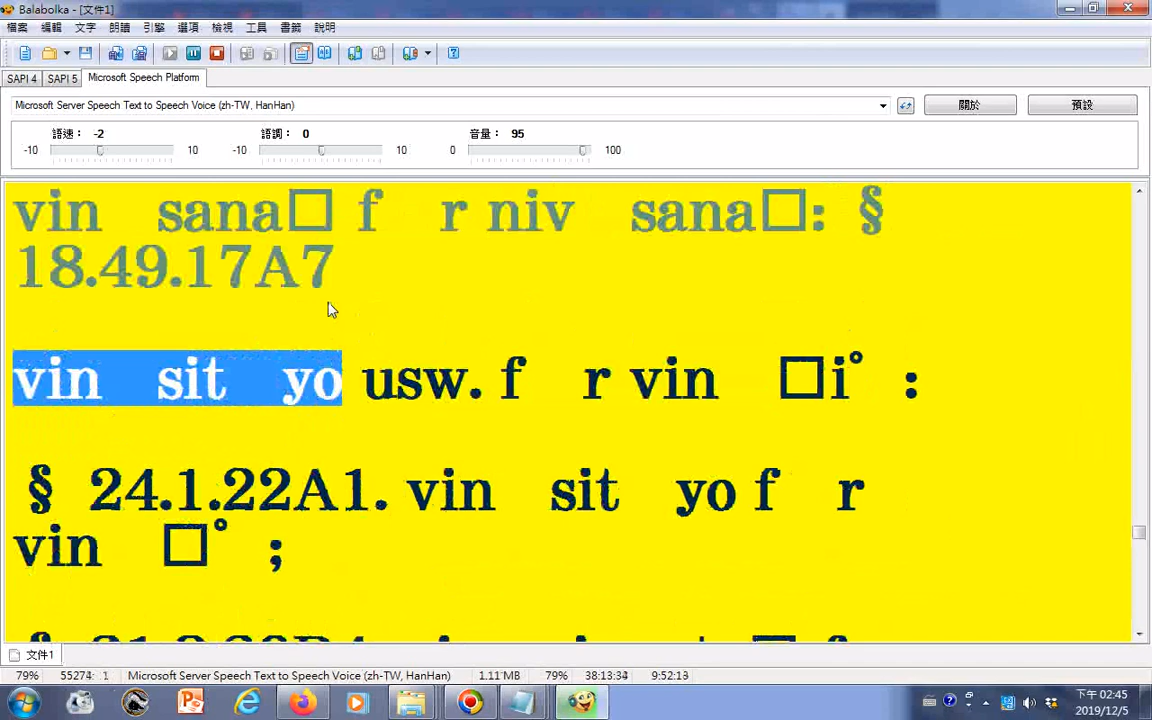 Balabolka - [文件1]
檔案 編輯 文字 朗讀 引擎 選項 檢視 工具 書籤 說明
SAPI 4 SAPI 5 Microsoft Speech Platform
Microsoft Server Speech Text to Speech Voice (zh-TW, HanHan) 關於 預設
語速： -2 語調： 0 音量： 95
-10 10 -10 10 0 100
vin sana□ f r niv sana□: §
18.49.17A7
vin sit yo usw. f r vin □i° :
§ 24.1.22A1. vin sit yo f r
vin □° ;
文件1
79% 55274: 1 Microsoft Server Speech Text to Speech Voice (zh-TW, HanHan) 1.11 MB 79% 38:13:34 9:52:13
下午 02:45
2019/12/5